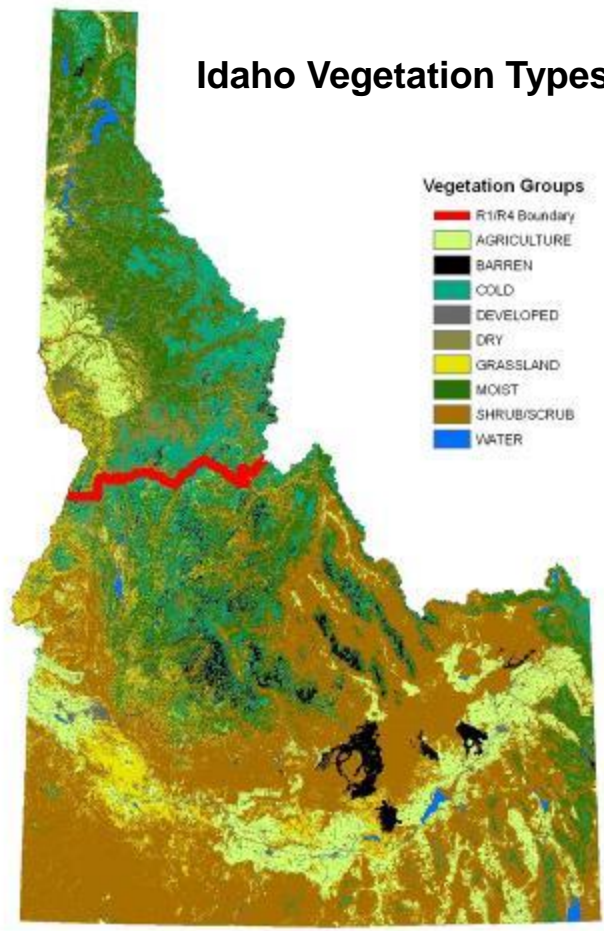 Idaho Vegetation Types
Vegetation Groups
R1/R4 Boundary
AGRICULTURE
BARREN
COLD
DEVELOPED
DRY
GRASSLAND
MOIST
SHRUB/SCRUB
WATER